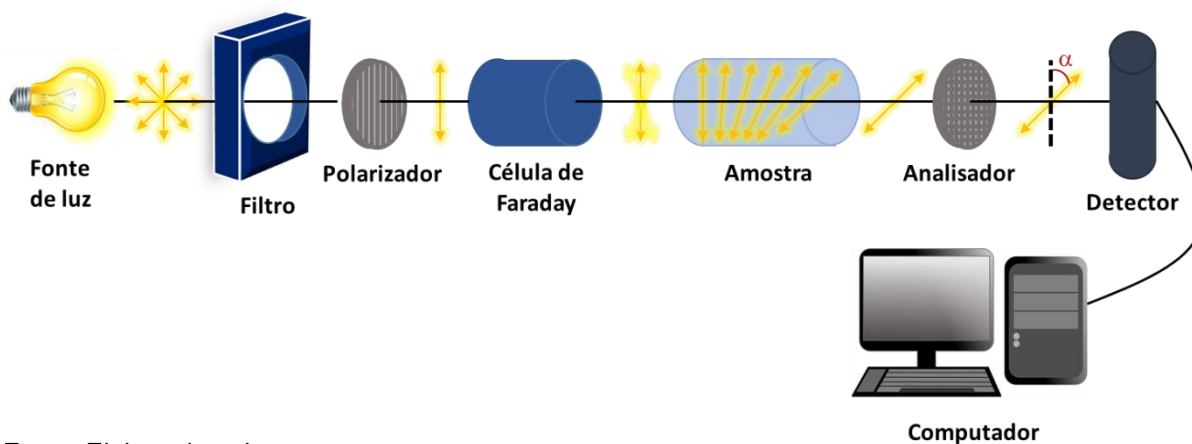 α
Fonte
de luz
Filtro
Polarizador
Célula de
Faraday
Amostra
Analisador
Detector
Computador